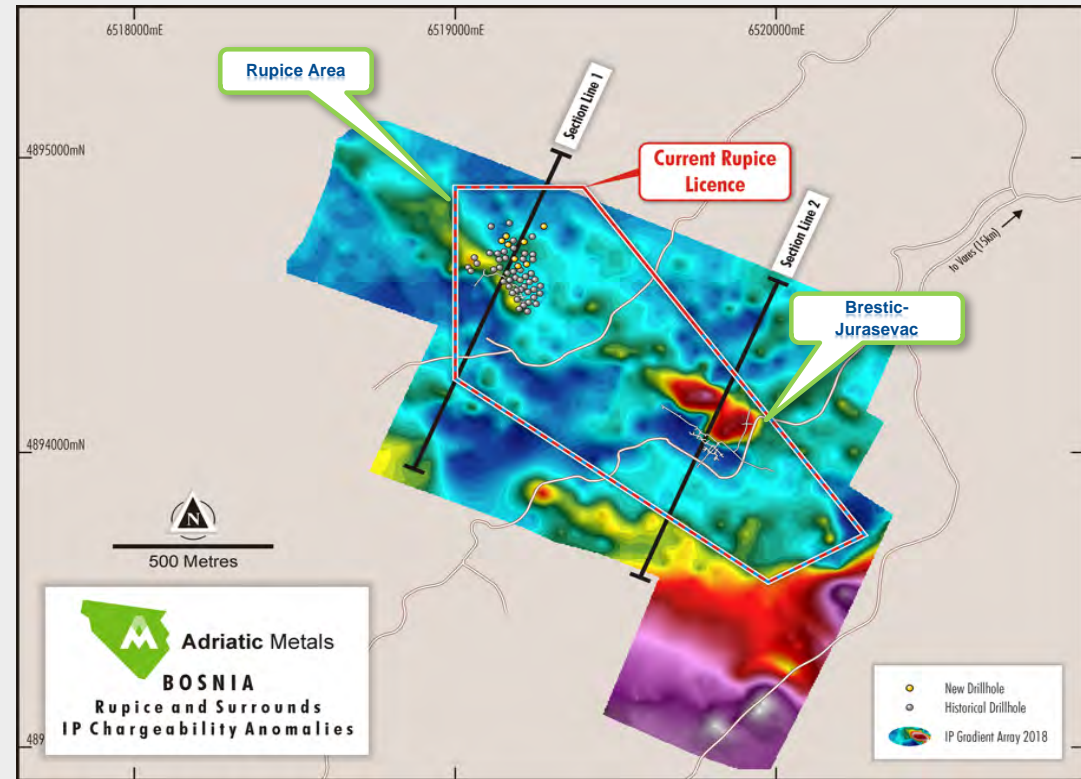 6518000mE
6519000mE
6520000mE
Rupice Area
Section Line 1
4895000mN
Current Rupice
Licence
Section Line 2
to Vares (15km)
Brestic-
Jurasevac
4894000mN
N
500 Metres
Adriatic Metals
BOSNIA
Rupice and Surrounds
IP Chargeability Anomalies
489
New Drillhole
Historical Drillhole
IP Gradient Array 2018